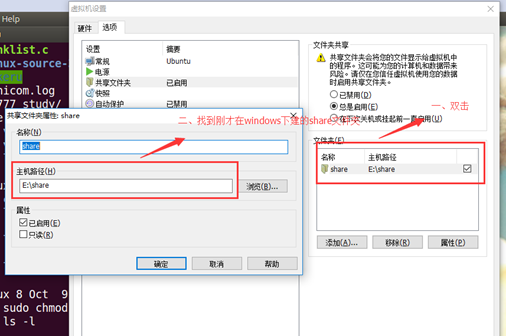 Help
nklist.c
nux-source-
keru
nicom.log
777 study/
ux 8 Oct 9
sudo chmod
ls -l
虚拟机设置
硬件
选项
设置
摘要
常规
Ubuntu
电源
共享文件夹
已启用
快照
自动保护
已禁用
文件夹共享
共享文件夹会将您的文件显示给虚拟机中
的程序。这可能为您的计算机和数据带来
风险。请仅在您信任虚拟机使用您的数据
时启用共享文件夹。
已禁用(D)
总是启用(E)
在下次关机或挂起前一直启用(U)
一、双击
文件夹(F)
名称
主机路径
share
E:\share
添加(A)...
移除(R)
属性(P)
共享文件夹属性: share
二、找到刚才在windows下建的share文件夹
名称(N)
share
主机路径(H)
E:\share
浏览(B)...
属性
已启用(E)
只读(R)
确定
取消
帮助